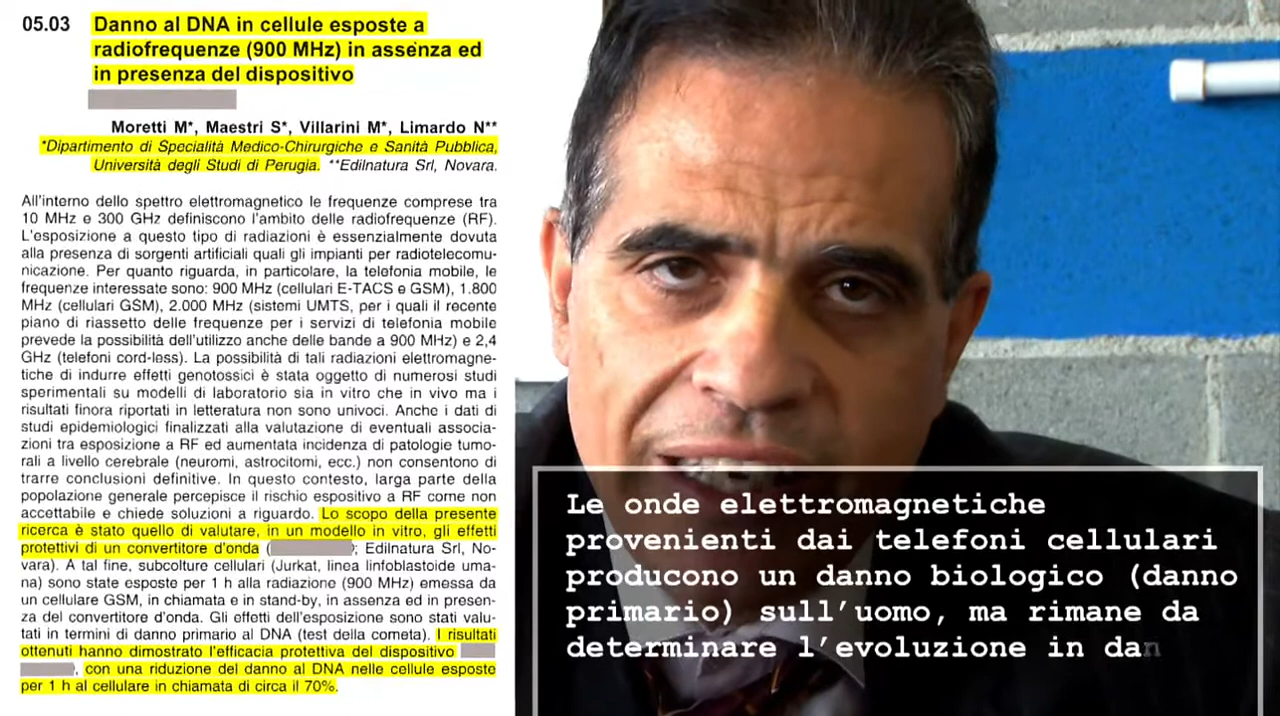 05.03 Danno al DNA in cellule esposte a
radiofrequenze (900 MHz) in assenza ed
in presenza del dispositivo
Moretti M*, Maestri S*, Villarini M*, Limardo N**
*Dipartimento di Specialità Medico-Chirurgiche e Sanità Pubblica,
Università degli Studi di Perugia. **Edilnatura Srl, Novara.
All'interno dello spettro elettromagnetico le frequenze comprese tra
10 MHz e 300 GHz definiscono l'ambito delle radiofrequenze (RF).
L'esposizione a questo tipo di radiazioni è essenzialmente dovuta
alla presenza di sorgenti artificiali quali gli impianti per radiotelecomu-
nicazione. Per quanto riguarda, in particolare, la telefonia mobile, le
frequenze interessate sono: 900 MHz (cellulari E-TACS e GSM), 1.800
MHz (cellulari GSM), 2.000 MHz (sistemi UMTS, per i quali il recente
piano di riassetto delle frequenze per i servizi di telefonia mobile
prevede la possibilità dell'utilizzo anche delle bande a 900 MHz) e 2,4
GHz (telefoni cord-less). La possibilità di tali radiazioni elettromagne-
tiche di indurre effetti genotossici è stata oggetto di numerosi studi
sperimentali su modelli di laboratorio sia in vitro che in vivo ma i
risultati finora riportati in letteratura non sono univoci. Anche i dati di
studi epidemiologici finalizzati alla valutazione di eventuali associa-
zioni tra esposizione a RF ed aumentata incidenza di patologie tumo-
rali a livello cerebrale (neuromi, astrocitomi, ecc.) non consentono di
trarre conclusioni definitive. In questo contesto, larga parte della
popolazione generale percepisce il rischio espositivo a RF come non
accettabile e chiede soluzioni a riguardo. Lo scopo della presente
ricerca è stato quello di valutare, in un modello in vitro, gli effetti
protettivi di un convertitore d'onda ( ; Edilnatura Srl, No-
vara). A tal fine, subcolture cellulari (Jurkat, linea linfoblastoide uma-
na) sono state esposte per 1 h alla radiazione (900 MHz) emessa da
un cellulare GSM, in chiamata e in stand-by, in assenza ed in presen-
za del convertitore d'onda. Gli effetti dell'esposizione sono stati valu-
tati in termini di danno primario al DNA (test della cometa). I risultati
ottenuti hanno dimostrato l'efficacia protettiva del dispositivo
, con una riduzione del danno al DNA nelle cellule esposte
per 1 h al cellulare in chiamata di circa il 70%.
Le onde elettromagnetiche
provenienti dai telefoni cellulari
producono un danno biologico (danno
primario) sull'uomo, ma rimane da
determinare l'evoluzione in dan